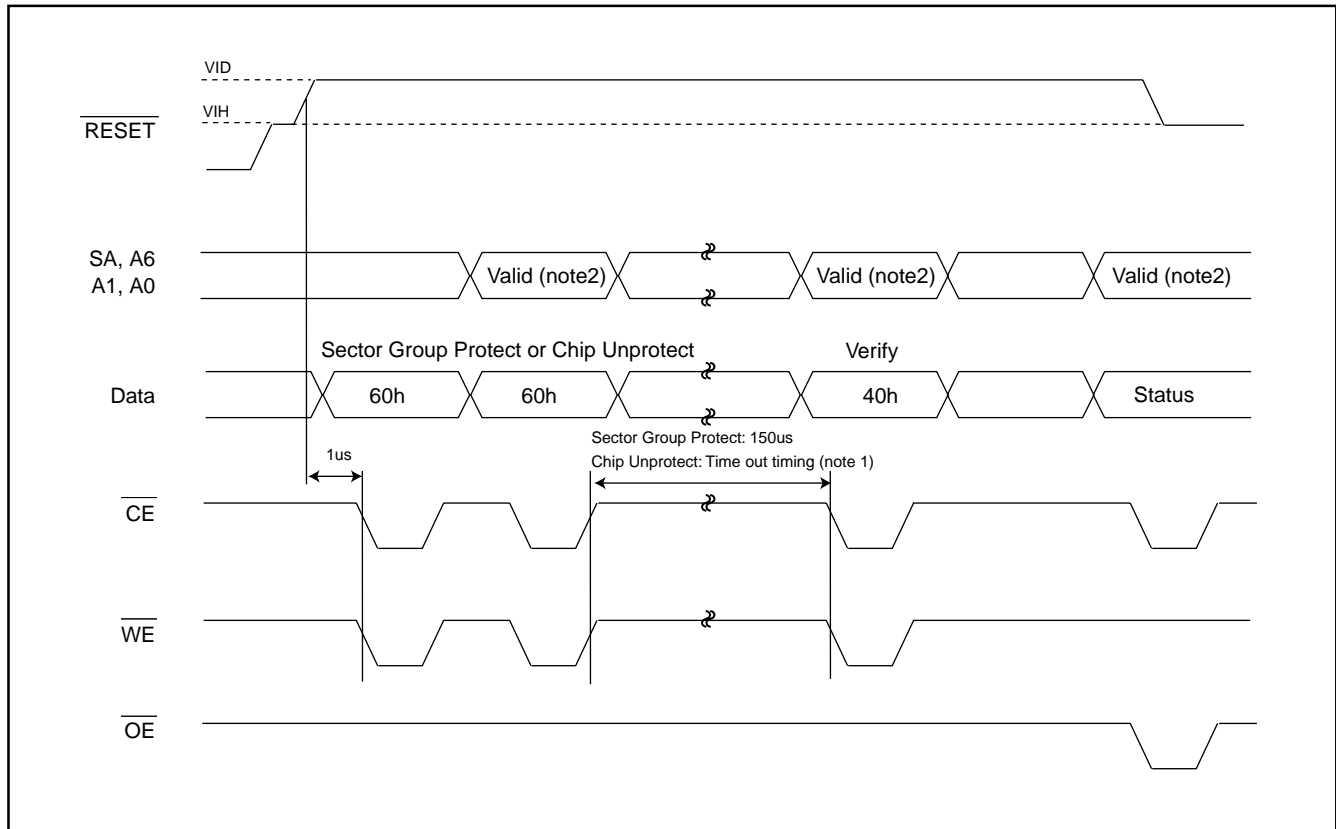 VID
VIH
RESET
SA, A6
A1, A0
Valid (note2)
Valid (note2)
Valid (note2)
Sector Group Protect or Chip Unprotect
Verify
Data
60h
60h
40h
Status
Sector Group Protect: 150us
Chip Unprotect: Time out timing (note 1)
1us
CE
WE
OE